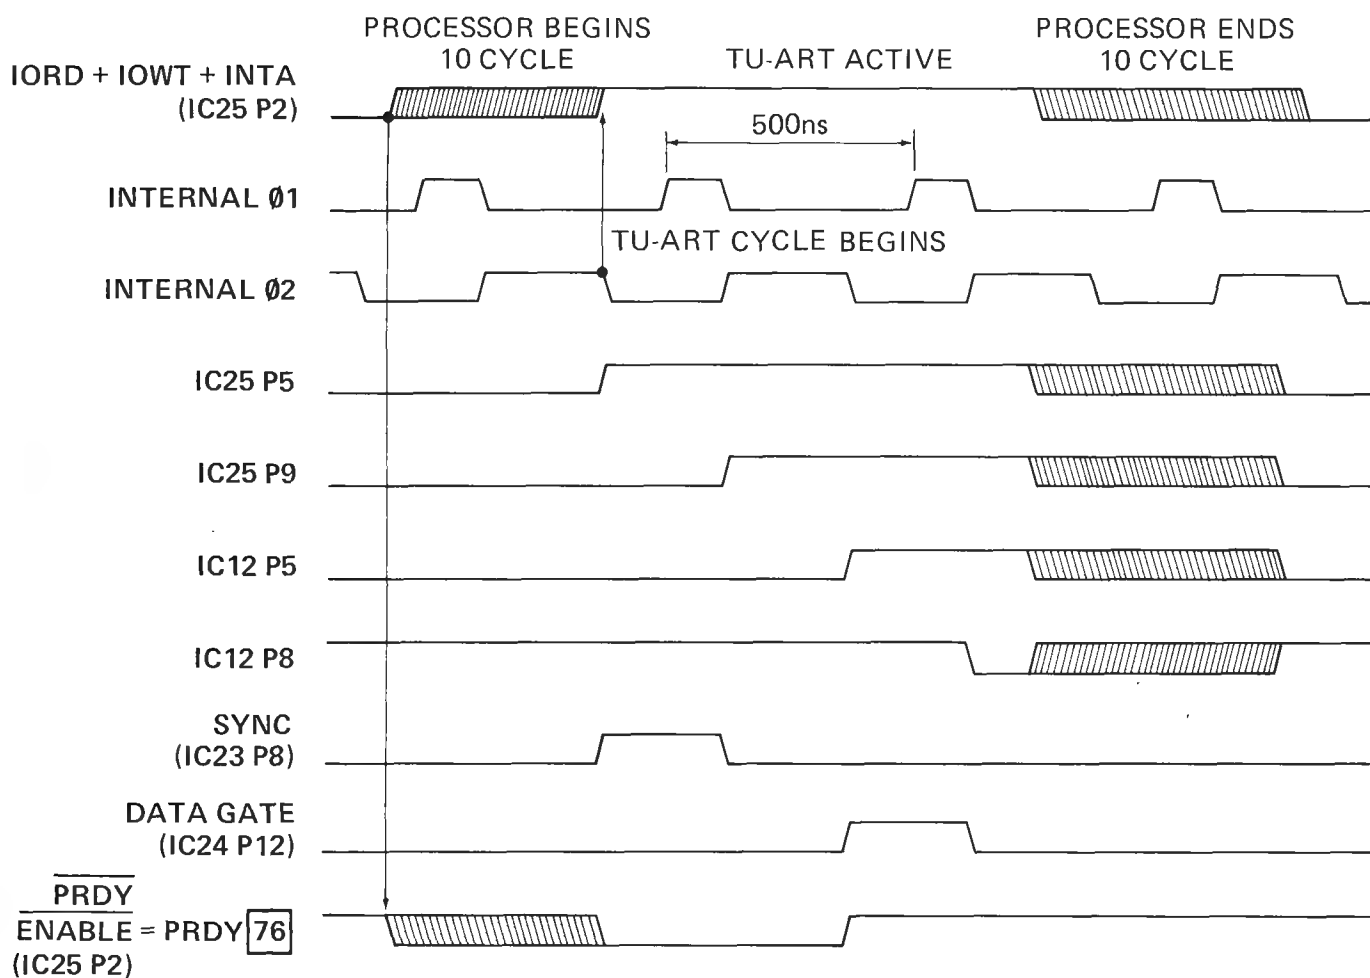 PROCESSOR BEGINS
10 CYCLE
TU-ART ACTIVE
PROCESSOR ENDS
10 CYCLE
IORD + IOWT + INTA
(IC25 P2)
500ns
INTERNAL Ø1
TU-ART CYCLE BEGINS
INTERNAL Ø2
IC25 P5
IC25 P9
IC12 P5
IC12 P8
SYNC
(IC23 P8)
DATA GATE
(IC24 P12)
PRDY
ENABLE = PRDY 76
(IC25 P2)